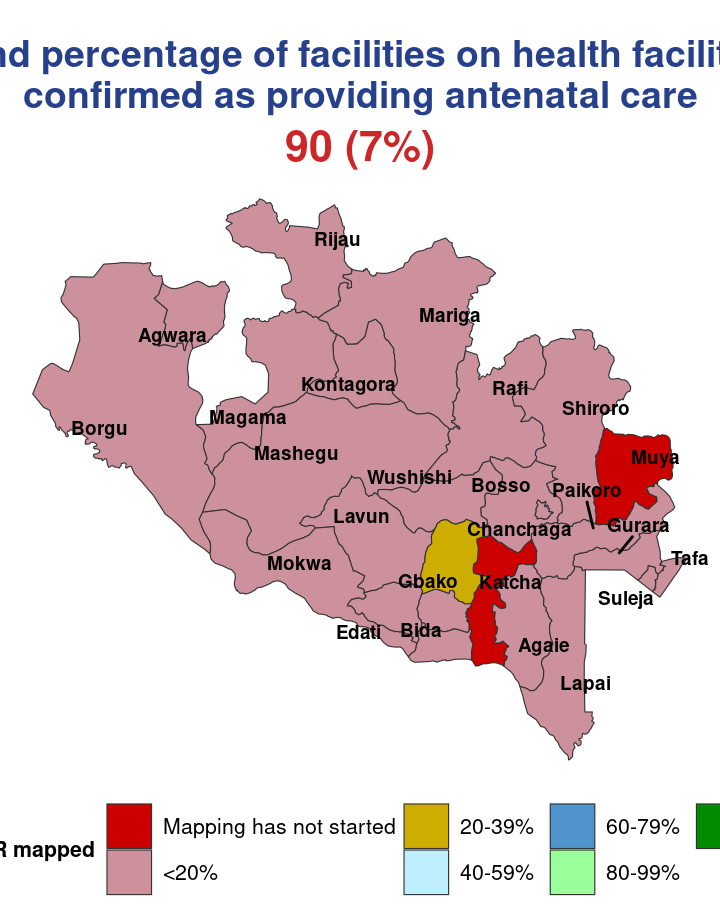 percentage of facilities on health
confirmed as providing antenatal care
90 (7%)
Rijau
Mariga
Agwara
Kontagora
Rafi
Shiroro
Magama
Borgu
Mashegu
Muya
Wushishi
Bosso
Paikoro
Lavun
Chanchaga
Gurara
Mokwa
Tafa
Gbako
Katcha
Suleja
Edati
Bida
Agaie
Lapai
Mapping has not started
20-39%
60-79%
mapped
<20%
40-59%
80-99%